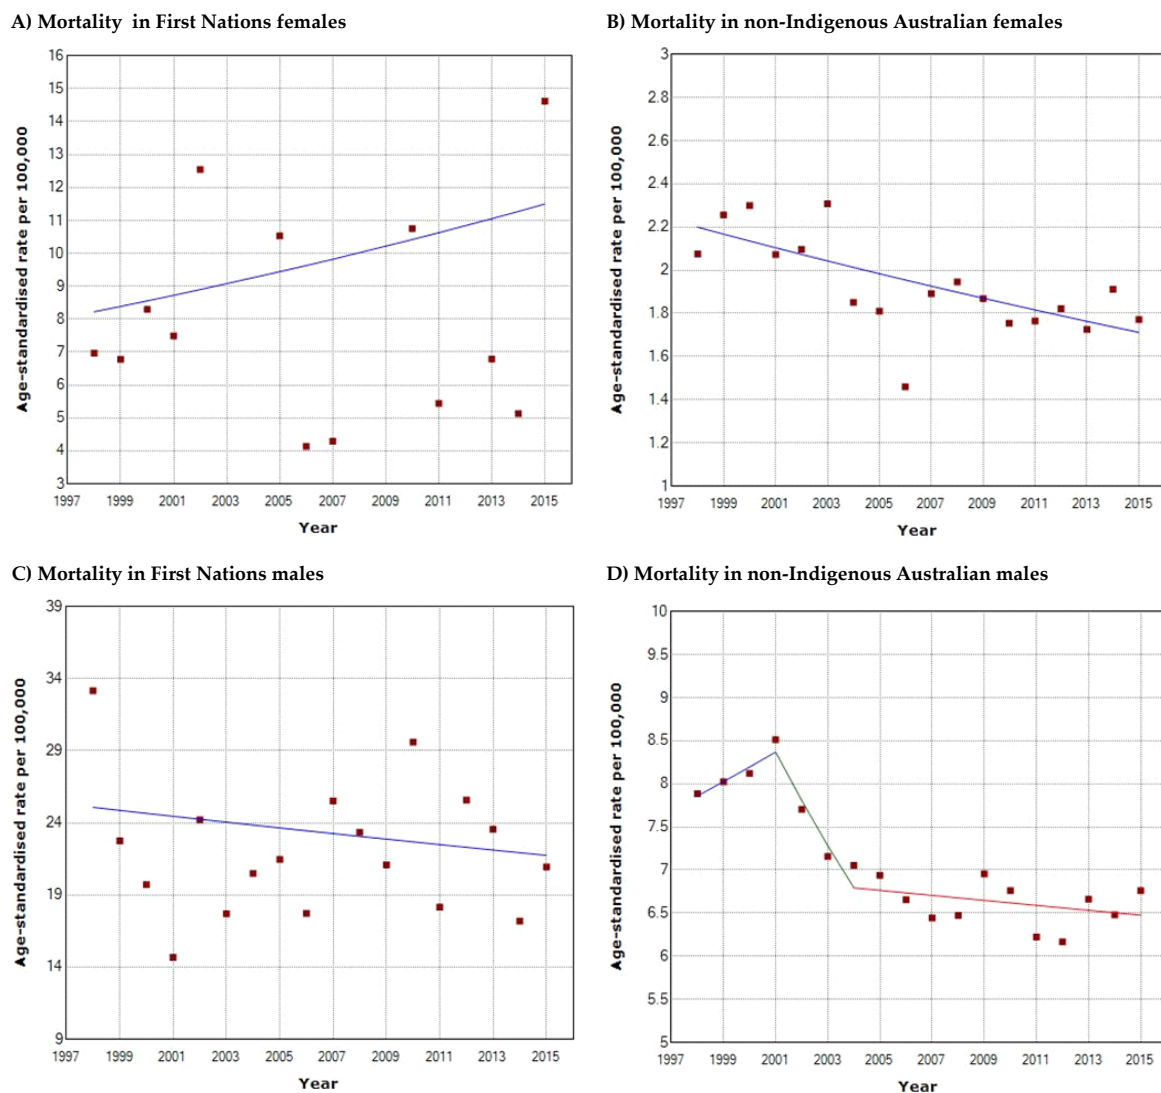 A) Mortality in First Nations females
16
15
14
13
12
11
10
9
8
7
6
5
4
3
1997 1999 2001 2003 2005 2007 2009 2011 2013 2015
Age-standardised rate per 100,000
Year
B) Mortality in non-Indigenous Australian females
3
2.8
2.6
2.4
2.2
2
1.8
1.6
1.4
1.2
1
1997 1999 2001 2003 2005 2007 2009 2011 2013 2015
Age-standardised rate per 100,000
Year
C) Mortality in First Nations males
39
34
29
24
19
14
9
1997 1999 2001 2003 2005 2007 2009 2011 2013 2015
Age-standardised rate per 100,000
Year
D) Mortality in non-Indigenous Australian males
10
9.5
9
8.5
8
7.5
7
6.5
6
5.5
5
1997 1999 2001 2003 2005 2007 2009 2011 2013 2015
Age-standardised rate per 100,000
Year